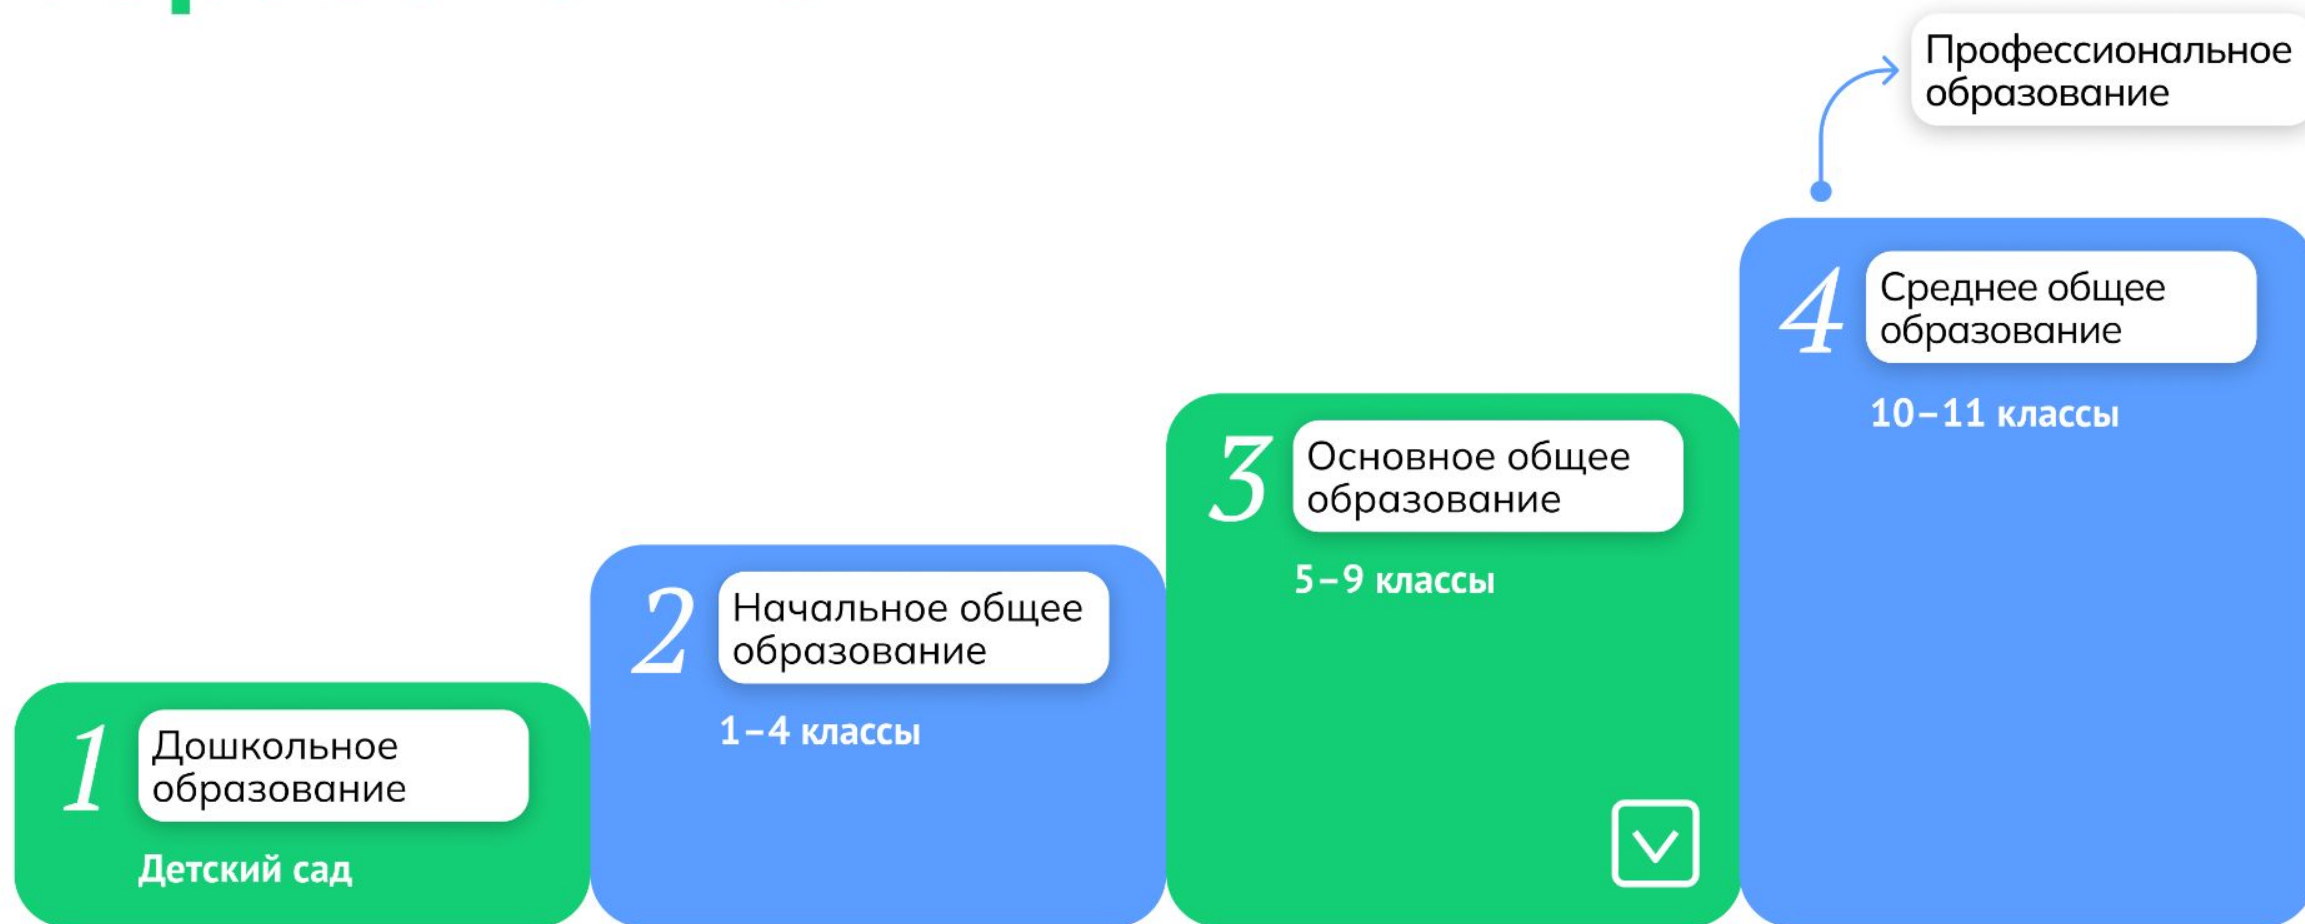 Профессиональное
образование
4
Среднее общее
образование
10–11 классы
3
Основное общее
образование
5–9 классы
2
Начальное общее
образование
1–4 классы
1
Дошкольное
образование
Детский сад